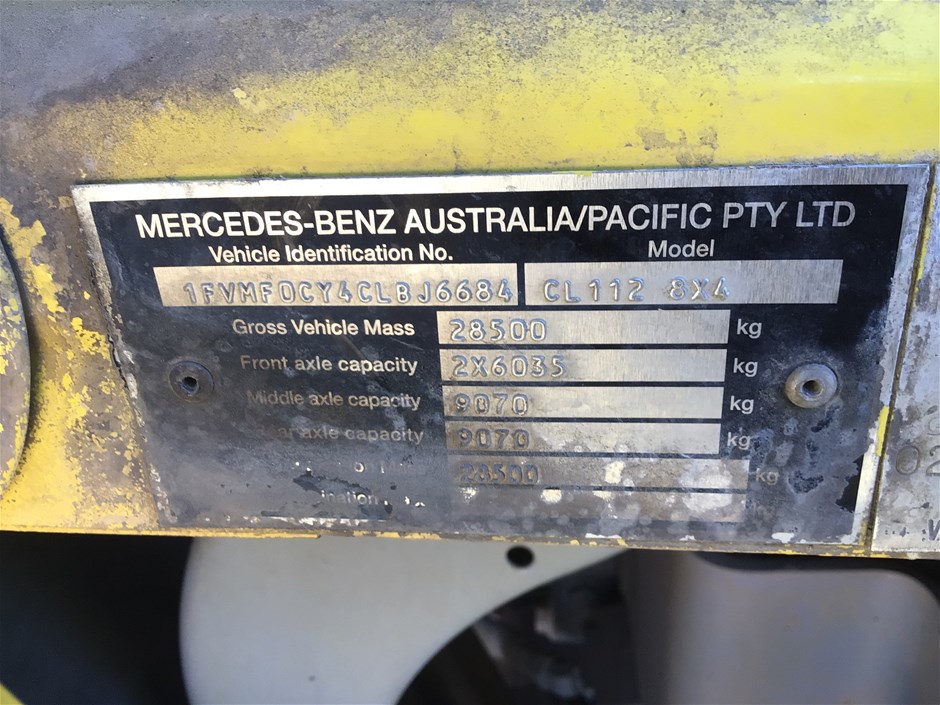 MERCEDES-BENZ AUSTRALIA/PACIFIC PTY LTD
Vehicle Identification No. Model
1FVMF0CY4CLBJ6684 CL112 8X4
Gross Vehicle Mass 28500 kg
Front axle capacity 2X6035 kg
Middle axle capacity 9070 kg
axle capacity 9070 kg
28500 kg